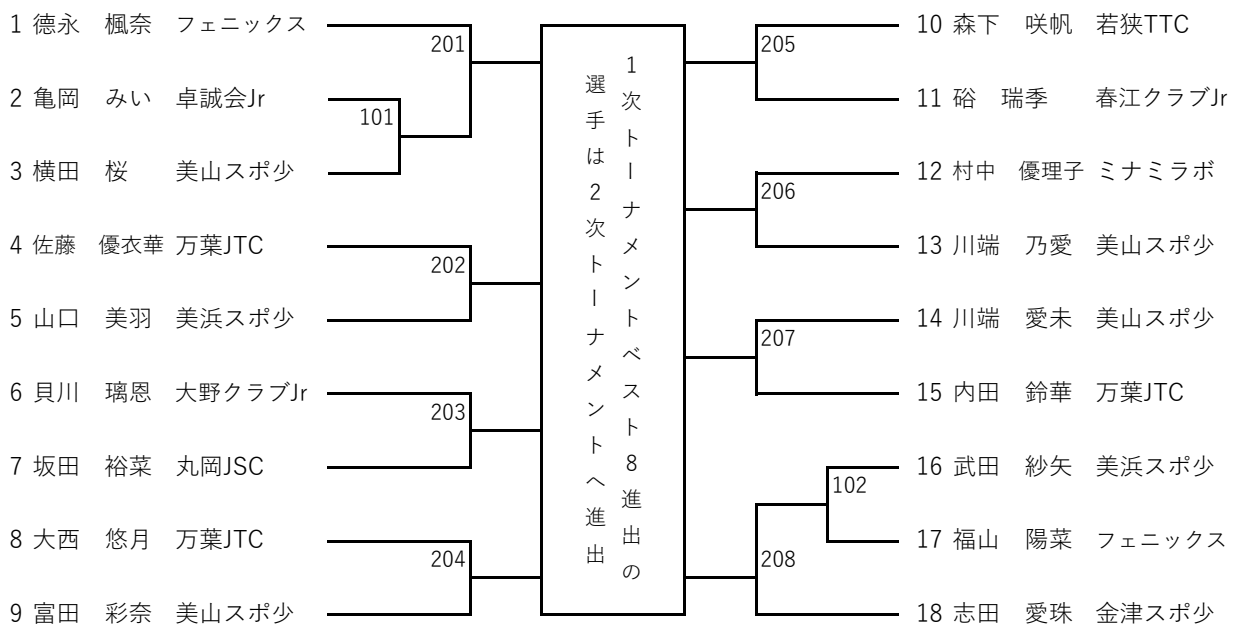 1 德永 楓奈 フェニックス
201
2 亀岡 みい 卓誠会Jr
101
3 横田 桜 美山スポ少
4 佐藤 優衣華 万葉JTC
202
5 山口 美羽 美浜スポ少
6 貝川 璃恩 大野クラブJr
203
7 坂田 裕菜 丸岡JSC
8 大西 悠月 万葉JTC
204
9 富田 彩奈 美山スポ少
1次トーナメントベスト8進出の
選手は2次トーナメントへ進出
10 森下 咲帆 若狭TTC
205
11 硲 瑞季 春江クラブJr
12 村中 優理子 ミナミラボ
206
13 川端 乃愛 美山スポ少
14 川端 愛未 美山スポ少
207
15 内田 鈴華 万葉JTC
16 武田 紗矢 美浜スポ少
102
17 福山 陽菜 フェニックス
208
18 志田 愛珠 金津スポ少